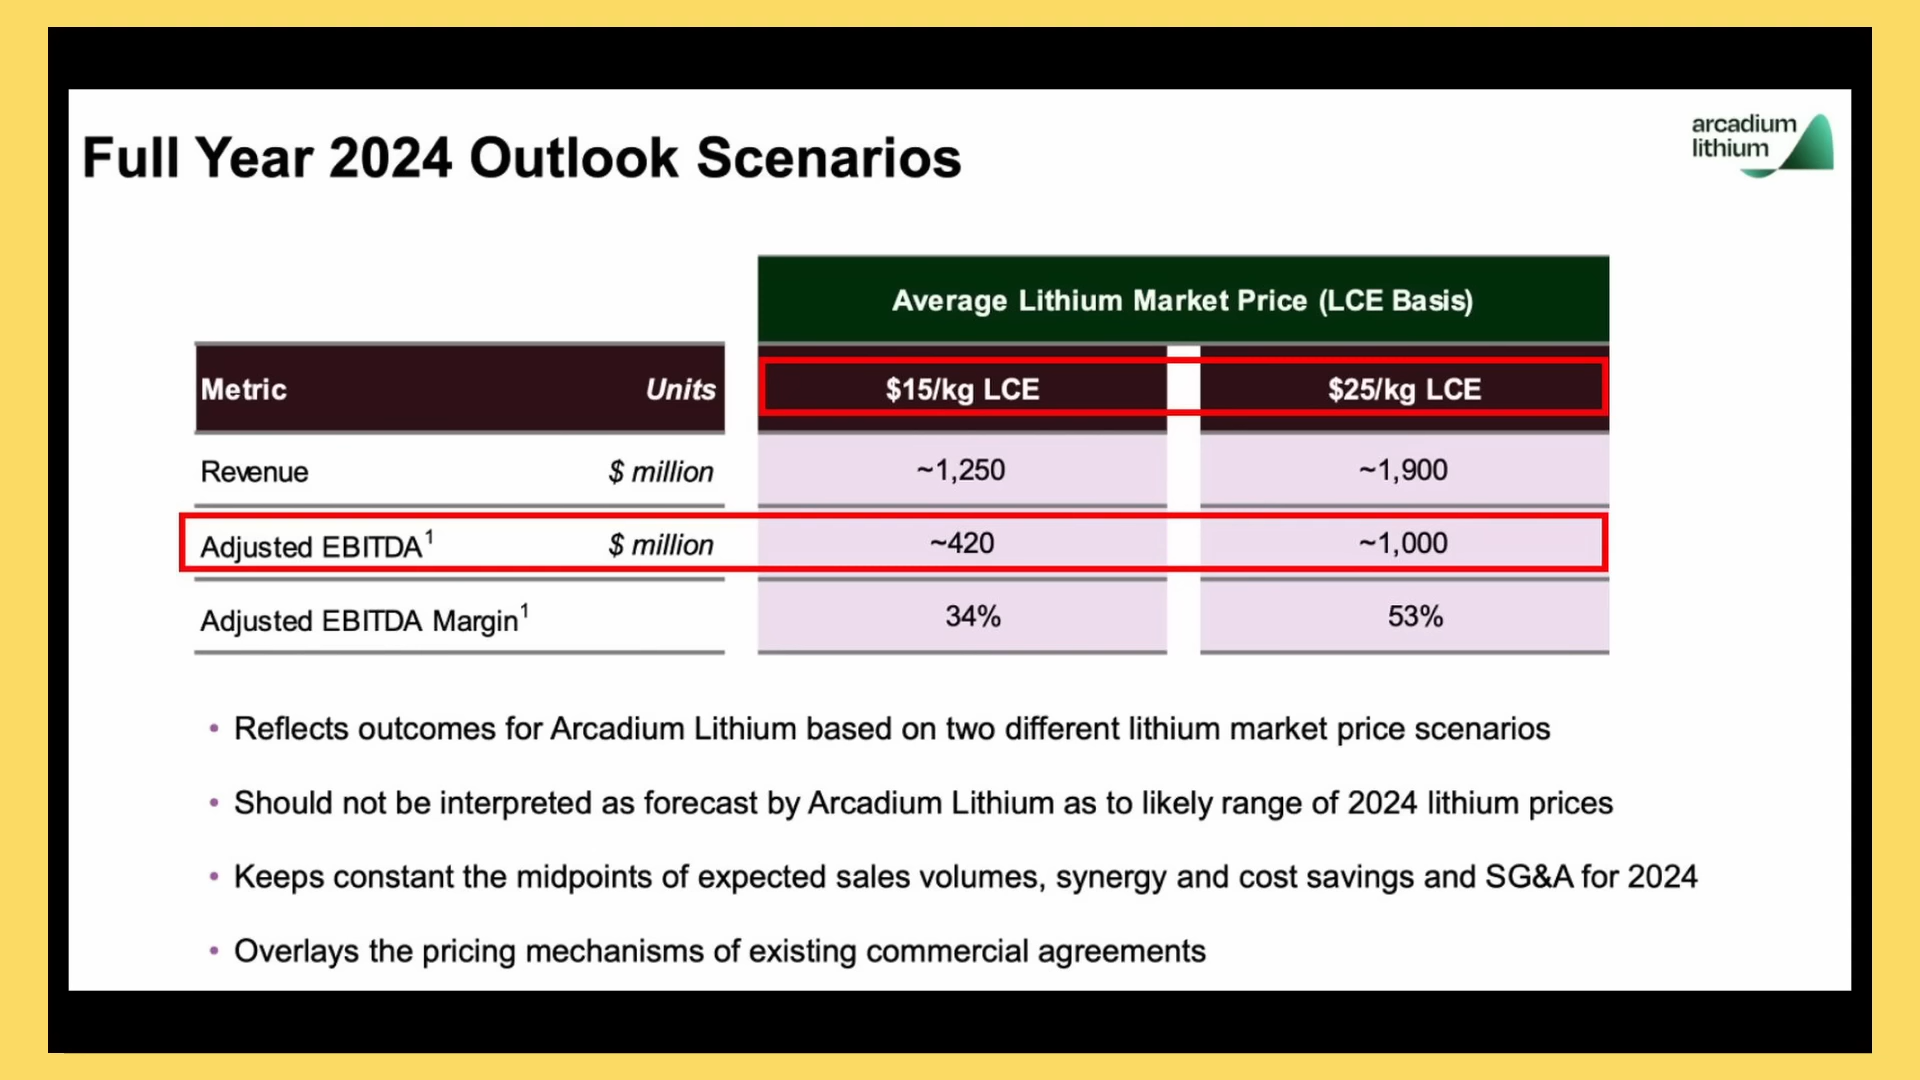 Full Year 2024 Outlook Scenarios
arcadium
lithium
Average Lithium Market Price (LCE Basis)
Metric Units $15/kg LCE $25/kg LCE
Revenue $ million ~1,250 ~1,900
Adjusted EBITDA1 $ million ~420 ~1,000
Adjusted EBITDA Margin1 34% 53%
• Reflects outcomes for Arcadium Lithium based on two different lithium market price scenarios
• Should not be interpreted as forecast by Arcadium Lithium as to likely range of 2024 lithium prices
• Keeps constant the midpoints of expected sales volumes, synergy and cost savings and SG&A for 2024
• Overlays the pricing mechanisms of existing commercial agreements